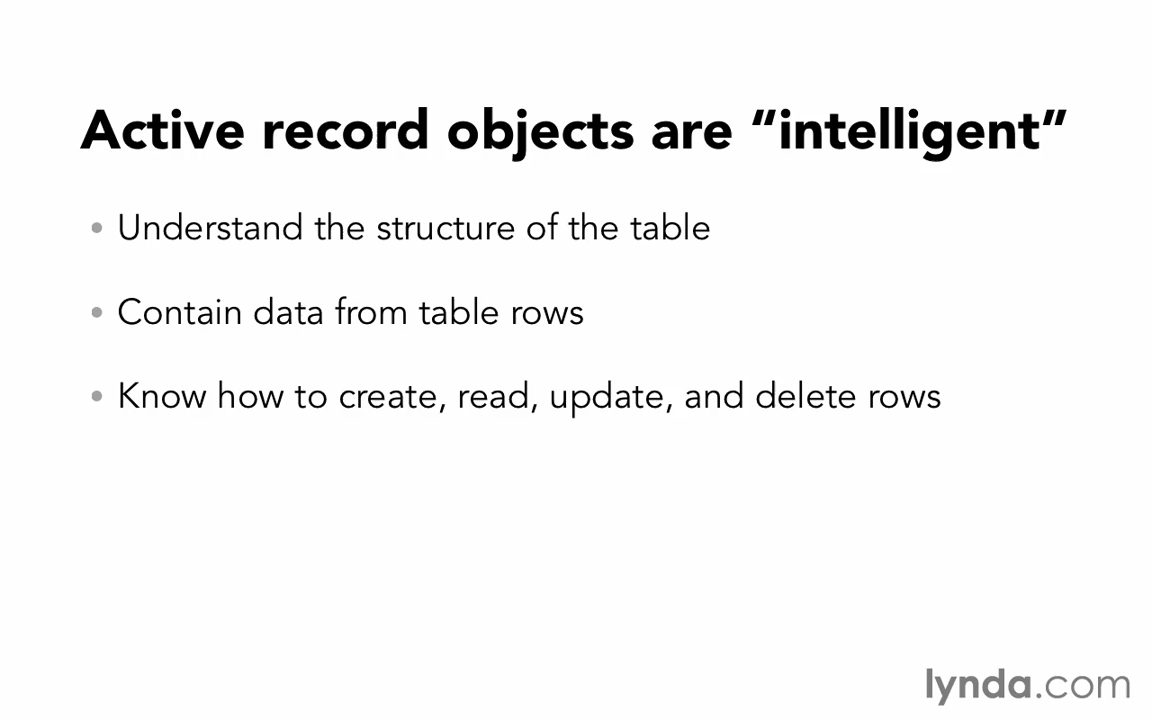 Active record objects are “intelligent”
• Understand the structure of the table
• Contain data from table rows
• Know how to create, read, update, and delete rows
lynda.com